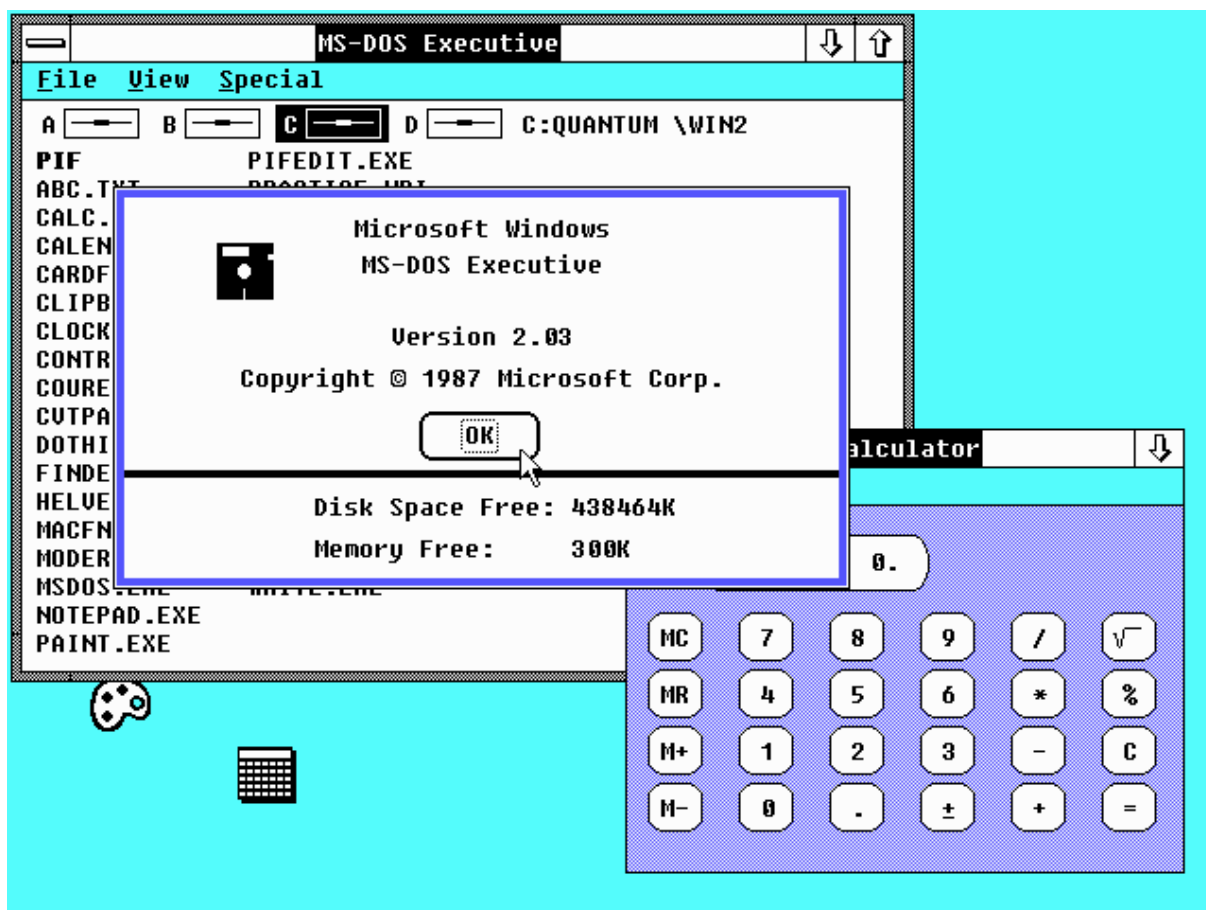 MS-DOS Executive
File View Special
A B C D C:QUANTUM \WIN2
PIF PIFEDIT.EXE
ABC.TXT
CALC.
CALEN
CARDF
CLIPB
CLOCK
CONTR
COURE
CVTPA
DOTHI
FINDE
HELVE
MACFN
MODER
MSDOS.EXE
NOTEPAD.EXE
PAINT.EXE
Microsoft Windows
MS-DOS Executive
Version 2.03
Copyright © 1987 Microsoft Corp.
OK
Disk Space Free: 438464K
Memory Free: 300K
alculator
0.
MC 7 8 9 / √
MR 4 5 6 * %
M+ 1 2 3 - C
M- 0 . ± + =